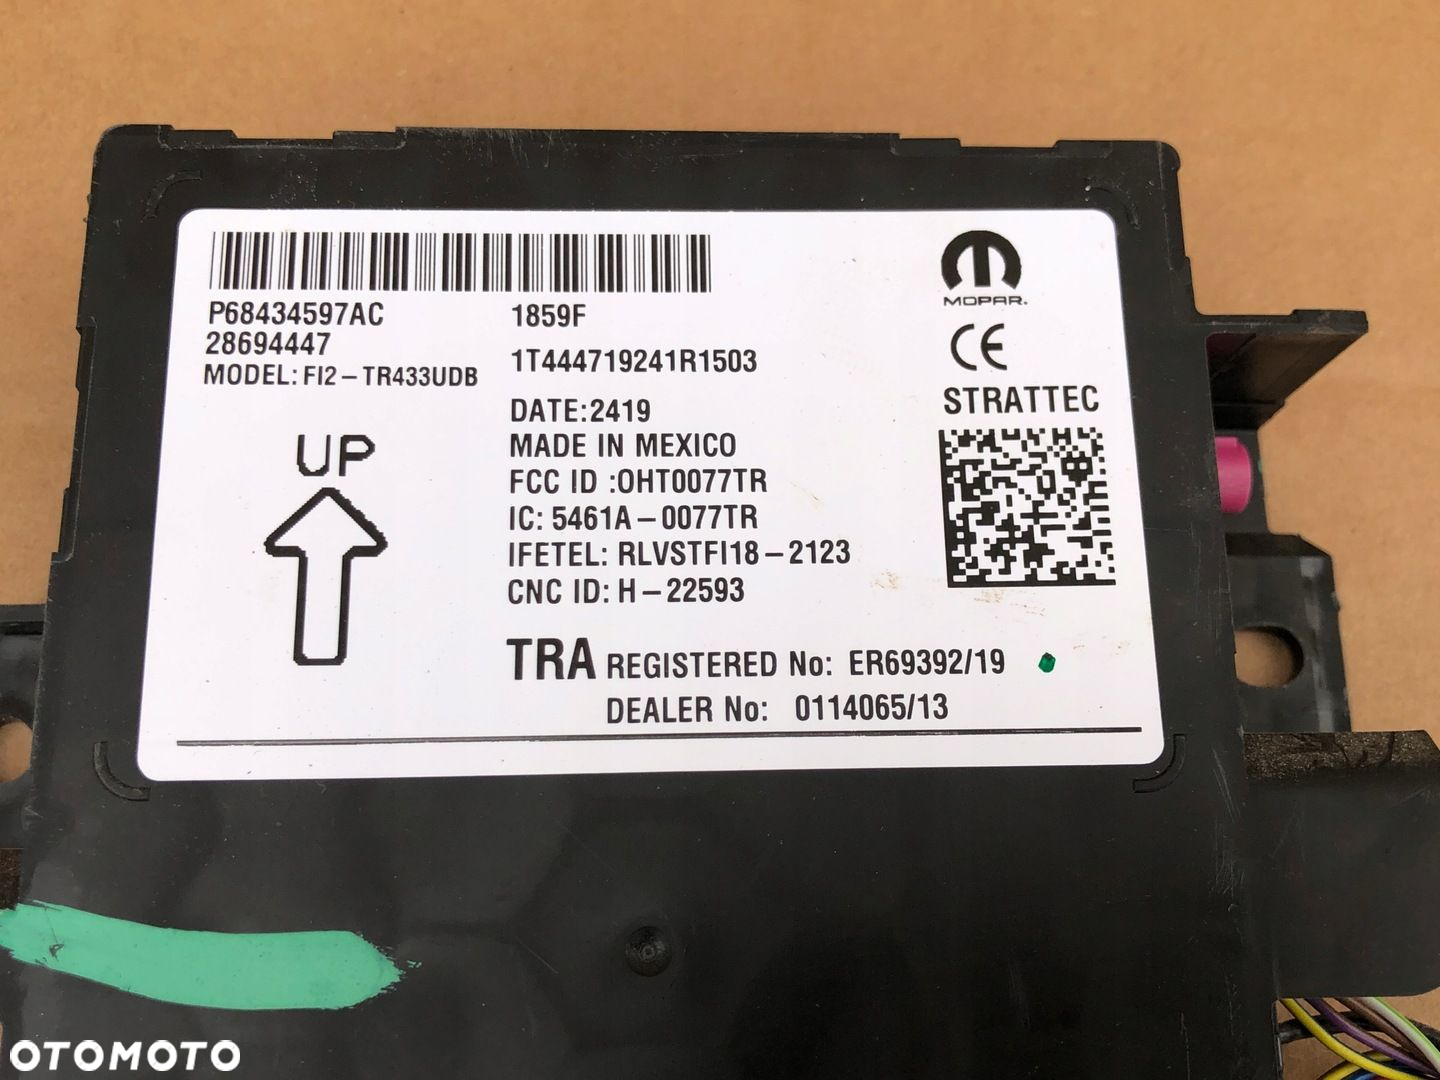 P68434597AC
28694447
MODEL: FI2-TR433UDB
UP
1859F
1T444719241R1503
DATE:2419
MADE IN MEXICO
FCC ID :OHT0077TR
IC: 5461A-0077TR
IFETEL: RLVSTFI18-2123
CNC ID: H-22593
MOPAR.
CE
STRATTEC
TRA REGISTERED No: ER69392/19
DEALER No: 0114065/13
OTOMOTO